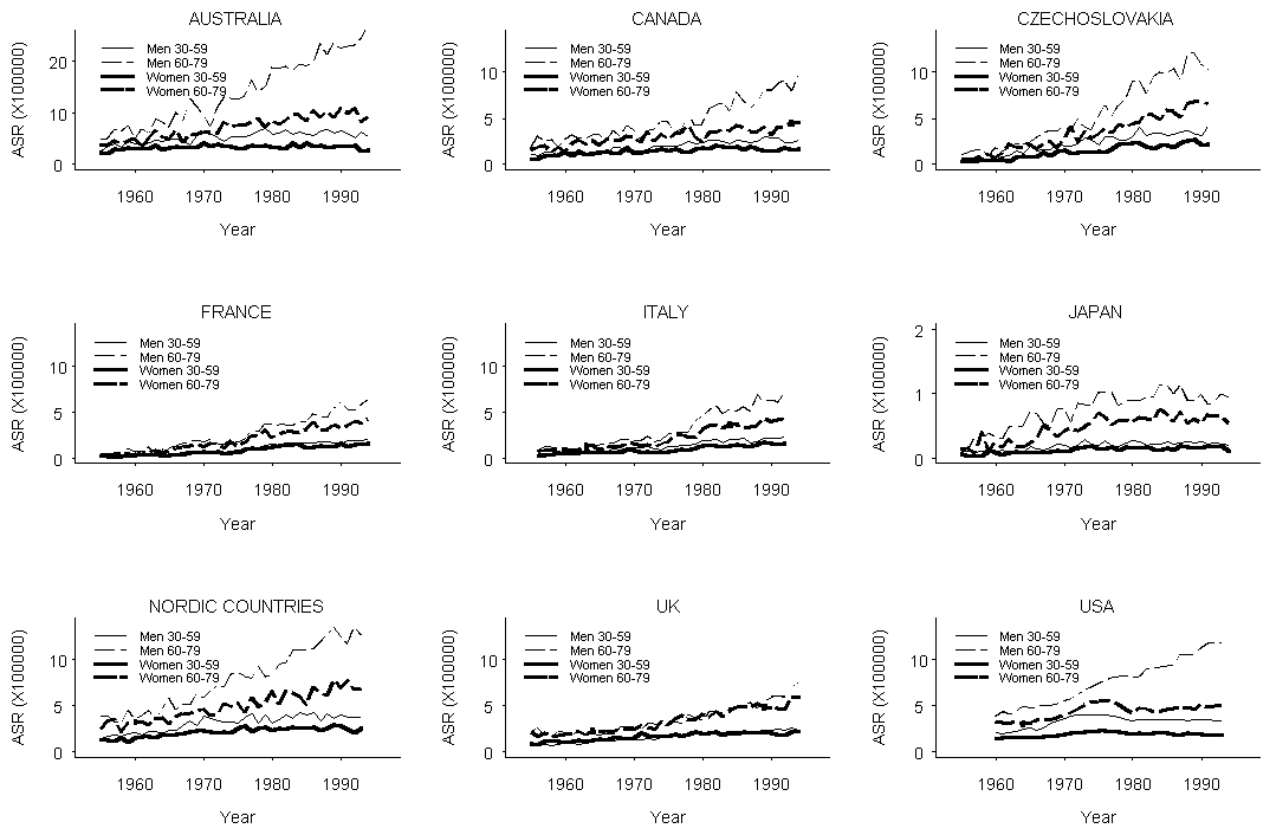 AUSTRALIA
ASR (X100000)
20
10
0
Men 30-59
Men 60-79
Women 30-59
Women 60-79
1960 1970 1980 1990
Year
CANADA
ASR (X100000)
10
5
0
Men 30-59
Men 60-79
Women 30-59
Women 60-79
1960 1970 1980 1990
Year
CZECHOSLOVAKIA
ASR (X100000)
10
5
0
Men 30-59
Men 60-79
Women 30-59
Women 60-79
1960 1970 1980 1990
Year
FRANCE
ASR (X100000)
10
5
0
Men 30-59
Men 60-79
Women 30-59
Women 60-79
1960 1970 1980 1990
Year
ITALY
ASR (X100000)
10
5
0
Men 30-59
Men 60-79
Women 30-59
Women 60-79
1960 1970 1980 1990
Year
JAPAN
ASR (X100000)
2
1
0
Men 30-59
Men 60-79
Women 30-59
Women 60-79
1960 1970 1980 1990
Year
NORDIC COUNTRIES
ASR (X100000)
10
5
0
Men 30-59
Men 60-79
Women 30-59
Women 60-79
1960 1970 1980 1990
Year
UK
ASR (X100000)
10
5
0
Men 30-59
Men 60-79
Women 30-59
Women 60-79
1960 1970 1980 1990
Year
USA
ASR (X100000)
10
5
0
Men 30-59
Men 60-79
Women 30-59
Women 60-79
1960 1970 1980 1990
Year